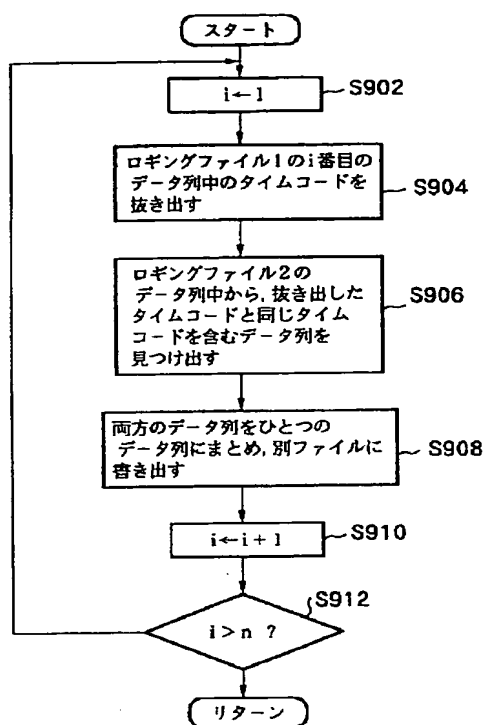 スタート
i←1
S902
ロギングファイル1のi番目の
データ列中のタイムコードを
抜き出す
S904
ロギングファイル2の
データ列中から,抜き出した
タイムコードと同じタイム
コードを含むデータ列を
見つけ出す
S906
両方のデータ列をひとつの
データ列にまとめ,別ファイルに
書き出す
S908
i←i+1
S910
S912
i>n ?
リターン